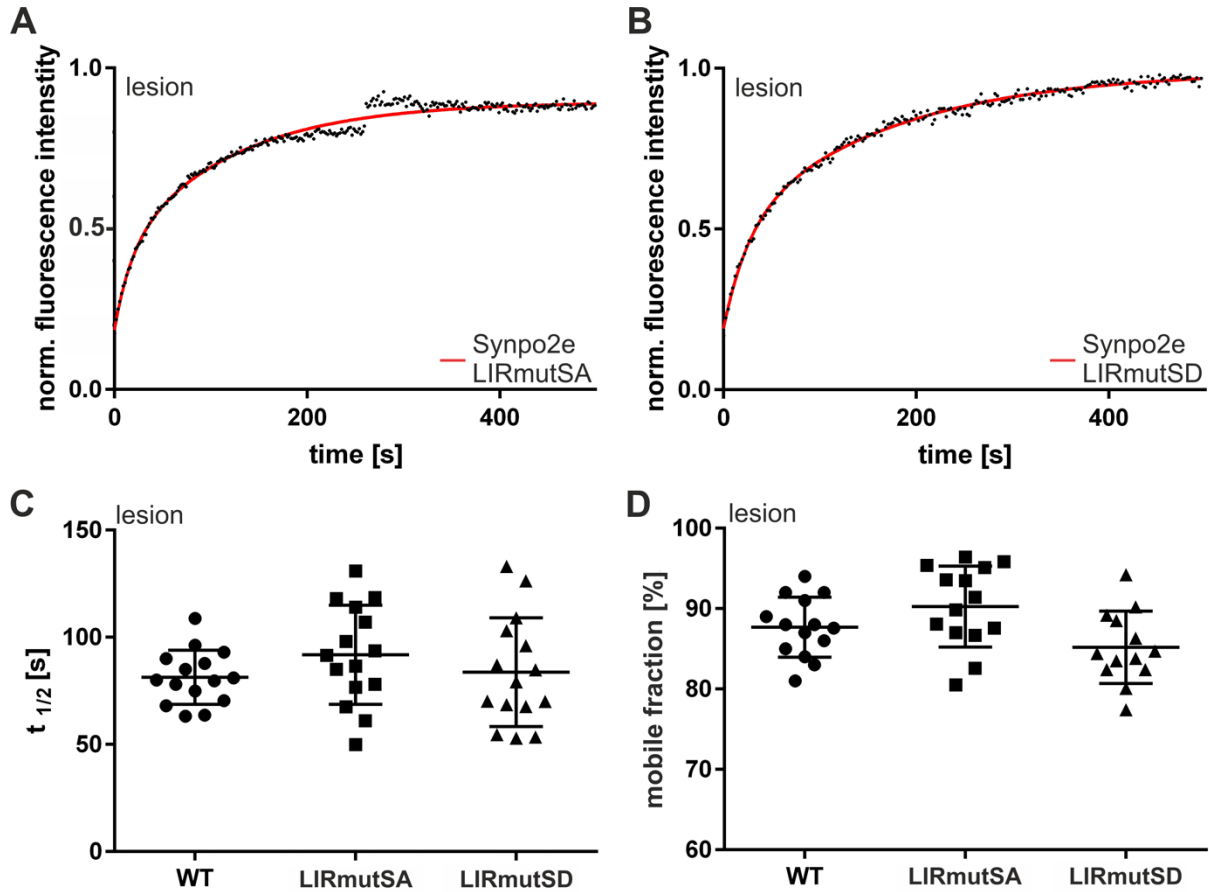 A
norm. fluorescence intenstity
1.0
0.5
0.0
lesion
Synpo2e
LIRmutSA
0
200
400
time [s]
B
norm. fluorescence intenstity
1.0
0.5
0.0
lesion
Synpo2e
LIRmutSD
0
200
400
time [s]
C
t 1/2 [s]
150
100
50
0
lesion
WT
LIRmutSA
LIRmutSD
D
mobile fraction [%]
100
90
80
70
60
lesion
WT
LIRmutSA
LIRmutSD